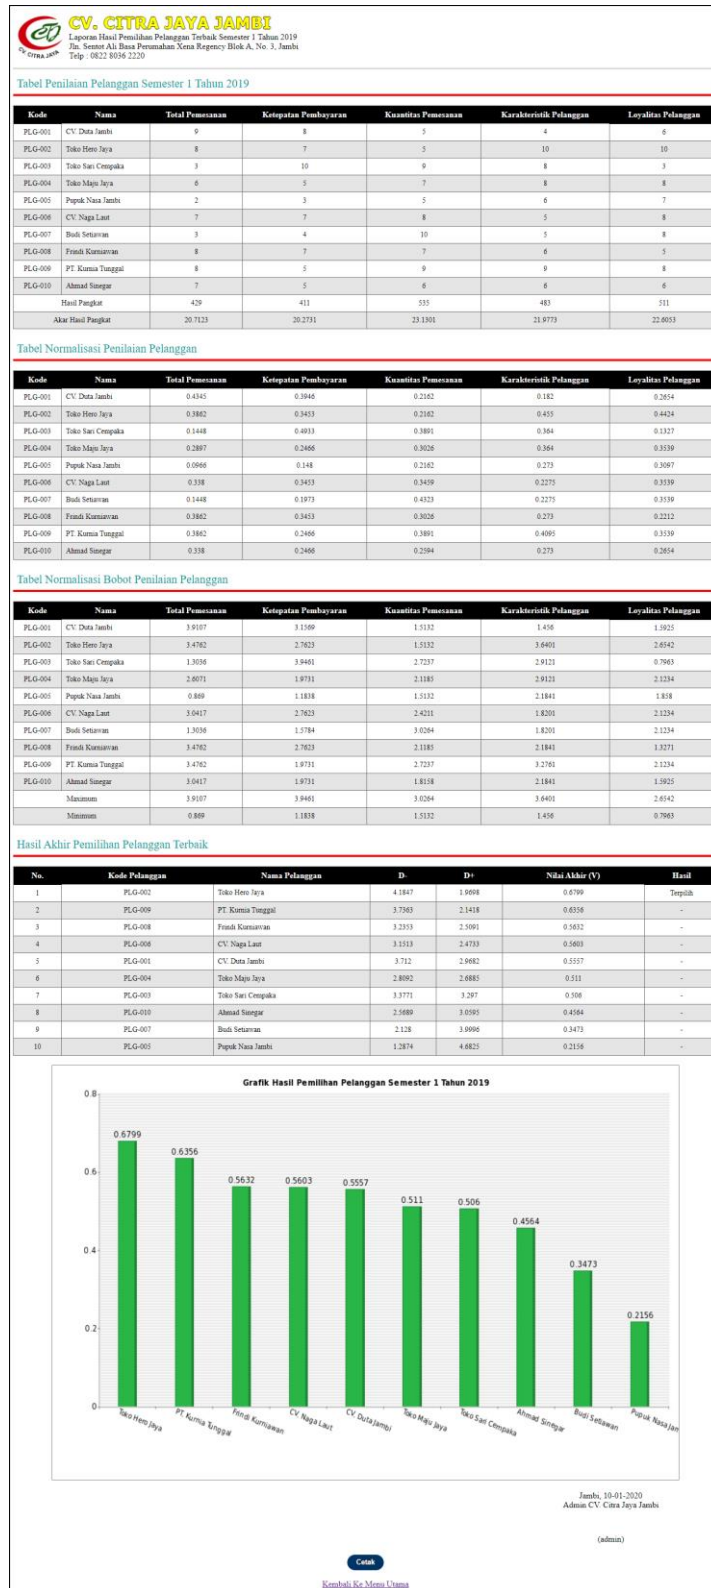 CV. CITRA JAYA
CV. CITRA JAYA JAMBI
Laporan Hasil Pemilihan Pelanggan Terbaik Semester 1 Tahun 2019
Jln. Sentot Ali Basa Perumahan Xena Regency Blok A, No. 3, Jambi
Telp : 0822 8036 2220
Tabel Penilaian Pelanggan Semester 1 Tahun 2019
Kode Nama Total Pemesanan Ketepatan Pembayaran Kuantitas Pemesanan Karakteristik Pelanggan Loyalitas Pelanggan
PLG-001 CV. Duta Jambi 9 8 5 4 6
PLG-002 Toko Hero Jaya 8 7 5 10 10
PLG-003 Toko Sari Cempaka 3 10 9 8 3
PLG-004 Toko Maju Jaya 6 5 7 8 8
PLG-005 Pupuk Nasa Jambi 2 3 5 6 7
PLG-006 CV. Naga Laut 7 7 8 5 8
PLG-007 Budi Setiawan 3 4 10 5 8
PLG-008 Frindi Kurniawan 8 7 7 6 5
PLG-009 PT. Kurnia Tunggal 8 5 9 9 8
PLG-010 Ahmad Sinegar 7 5 6 6 6
Hasil Pangkat 429 411 535 483 511
Akar Hasil Pangkat 20.7123 20.2731 23.1301 21.9773 22.6053
Tabel Normalisasi Penilaian Pelanggan
Kode Nama Total Pemesanan Ketepatan Pembayaran Kuantitas Pemesanan Karakteristik Pelanggan Loyalitas Pelanggan
PLG-001 CV. Duta Jambi 0.4345 0.3946 0.2162 0.182 0.2654
PLG-002 Toko Hero Jaya 0.3862 0.3453 0.2162 0.455 0.4424
PLG-003 Toko Sari Cempaka 0.1448 0.4933 0.3891 0.364 0.1327
PLG-004 Toko Maju Jaya 0.2897 0.2466 0.3026 0.364 0.3539
PLG-005 Pupuk Nasa Jambi 0.0966 0.148 0.2162 0.273 0.3097
PLG-006 CV. Naga Laut 0.338 0.3453 0.3459 0.2275 0.3539
PLG-007 Budi Setiawan 0.1448 0.1973 0.4323 0.2275 0.3539
PLG-008 Frindi Kurniawan 0.3862 0.3453 0.3026 0.273 0.2212
PLG-009 PT. Kurnia Tunggal 0.3862 0.2466 0.3891 0.4095 0.3539
PLG-010 Ahmad Sinegar 0.338 0.2466 0.2594 0.273 0.2654
Tabel Normalisasi Bobot Penilaian Pelanggan
Kode Nama Total Pemesanan Ketepatan Pembayaran Kuantitas Pemesanan Karakteristik Pelanggan Loyalitas Pelanggan
PLG-001 CV. Duta Jambi 3.9107 3.1569 1.5132 1.456 1.5925
PLG-002 Toko Hero Jaya 3.4762 2.7623 1.5132 3.6401 2.6542
PLG-003 Toko Sari Cempaka 1.3036 3.9461 2.7237 2.9121 0.7963
PLG-004 Toko Maju Jaya 2.6071 1.9731 2.1185 2.9121 2.1234
PLG-005 Pupuk Nasa Jambi 0.869 1.1838 1.5132 2.1841 1.858
PLG-006 CV. Naga Laut 3.0417 2.7623 2.4211 1.8201 2.1234
PLG-007 Budi Setiawan 1.3036 1.5784 3.0264 1.8201 2.1234
PLG-008 Frindi Kurniawan 3.4762 2.7623 2.1185 2.1841 1.3271
PLG-009 PT. Kurnia Tunggal 3.4762 1.9731 2.7237 3.2761 2.1234
PLG-010 Ahmad Sinegar 3.0417 1.9731 1.8158 2.1841 1.5925
Maximum 3.9107 3.9461 3.0264 3.6401 2.6542
Minimum 0.869 1.1838 1.5132 1.456 0.7963
Hasil Akhir Pemilihan Pelanggan Terbaik
No. Kode Pelanggan Nama Pelanggan D- D+ Nilai Akhir (V) Hasil
1 PLG-002 Toko Hero Jaya 4.1847 1.9698 0.6799 Terpilih
2 PLG-009 PT. Kurnia Tunggal 3.7363 2.1418 0.6356 -
3 PLG-008 Frindi Kurniawan 3.2353 2.5091 0.5632 -
4 PLG-006 CV. Naga Laut 3.1513 2.4733 0.5603 -
5 PLG-001 CV. Duta Jambi 3.712 2.9682 0.5557 -
6 PLG-004 Toko Maju Jaya 2.8092 2.6885 0.511 -
7 PLG-003 Toko Sari Cempaka 3.3771 3.297 0.506 -
8 PLG-010 Ahmad Sinegar 2.5689 3.0595 0.4564 -
9 PLG-007 Budi Setiawan 2.128 3.9996 0.3473 -
10 PLG-005 Pupuk Nasa Jambi 1.2874 4.6825 0.2156 -
Grafik Hasil Pemilihan Pelanggan Semester 1 Tahun 2019
0.8
0.6
0.4
0.2
0
0.6799 0.6356 0.5632 0.5603 0.5557 0.511 0.506 0.4564 0.3473 0.2156
Toko Hero Jaya PT. Kurnia Tunggal Frindi Kurniawan CV. Naga Laut CV. Duta Jambi Toko Maju Jaya Toko Sari Cempaka Ahmad Sinegar Budi Setiawan Pupuk Nasa Jan
Jambi, 10-01-2020
Admin CV. Citra Jaya Jambi
(admin)
Cetak
Kembali Ke Menu Utama